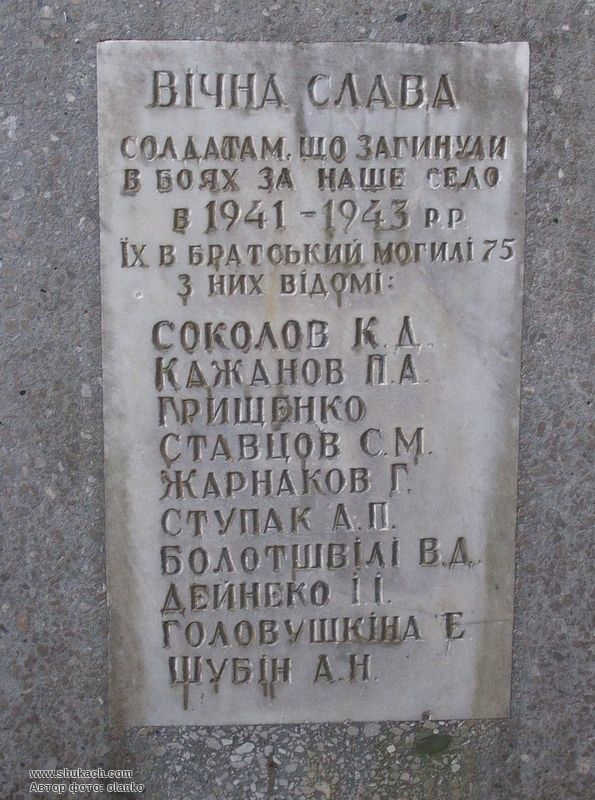 ВІЧНА СЛАВА
СОЛДАТАМ, ЩО ЗАГИНУЛИ
В БОЯХ ЗА НАШЕ СЕЛО
В 1941 - 1943 Р.Р.
ЇХ В БРАТСЬКИЙ МОГИЛІ 75
З НИХ ВІДОМІ:
СОКОЛОВ К.Д.
КАЖАНОВ П.А.
ГРИЩЕНКО
СТАВЦОВ С.М.
ЖАРНАКОВ Г.
СТУПАК А.П.
БОЛОТШВІЛІ В.Д.
ДЕЙНЕКО І.І.
ГОЛОВУШКІНА Е
ШУБІН А.Н.
www.shukach.com
Автор фото: olanko